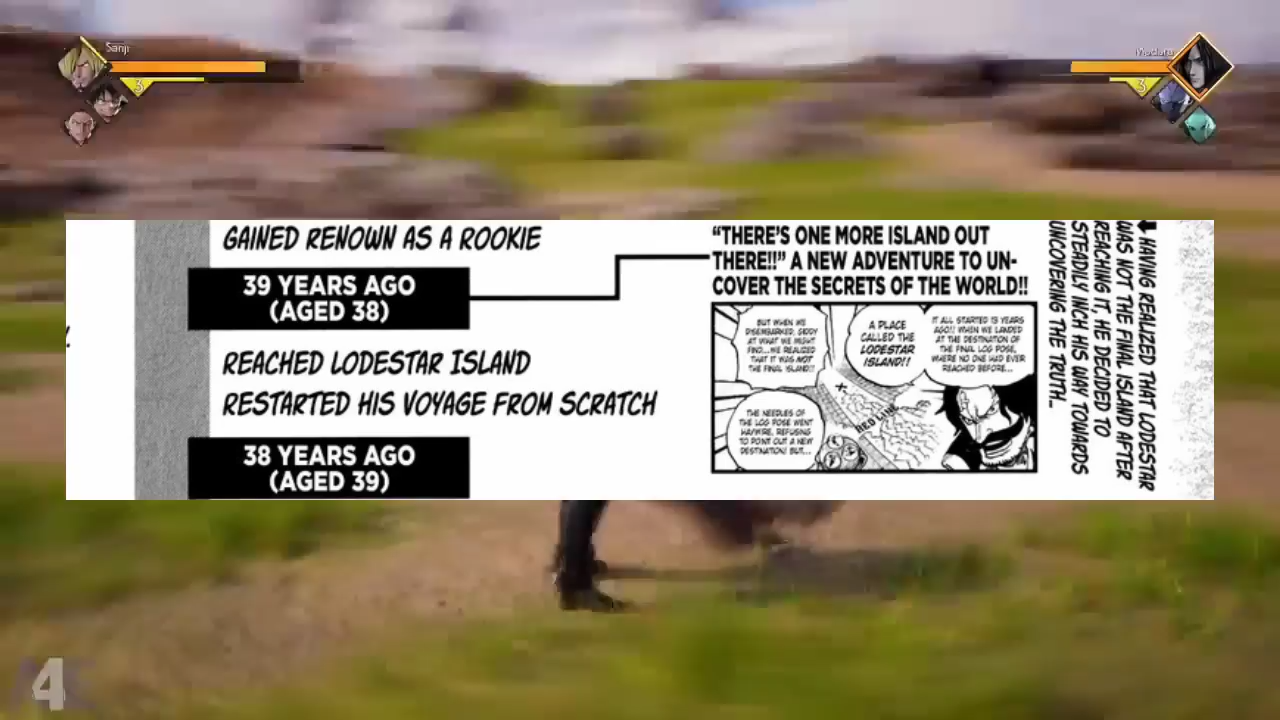 Sanji
Madara
3
3
GAINED RENOWN AS A ROOKIE
39 YEARS AGO
(AGED 38)
REACHED LODESTAR ISLAND
RESTARTED HIS VOYAGE FROM SCRATCH
38 YEARS AGO
(AGED 39)
“THERE'S ONE MORE ISLAND OUT
THERE!!” A NEW ADVENTURE TO UN-
COVER THE SECRETS OF THE WORLD!!
IT ALL STARTED 13 YEARS
AGO!! WHEN WE LANDED
AT THE DESTINATION OF
THE FINAL LOG POSE,
WHERE NO ONE HAD EVER
REACHED BEFORE...
A PLACE
CALLED THE
LODESTAR
ISLAND!!
BUT WHEN WE
DISEMBARKED, GIDDY
AT WHAT WE MIGHT
FIND...WE REALIZED
THAT IT WAS NOT
THE FINAL ISLAND!!
THE NEEDLES OF
THE LOG POSE WENT
HAYWIRE, REFUSING
TO POINT OUT A NEW
DESTINATION! BUT...
RED LINE
HAVING REALIZED THAT LODESTAR
WAS NOT THE FINAL ISLAND AFTER
REACHING IT, HE DECIDED TO
STEADILY INCH HIS WAY TOWARDS
UNCOVERING THE TRUTH...
4